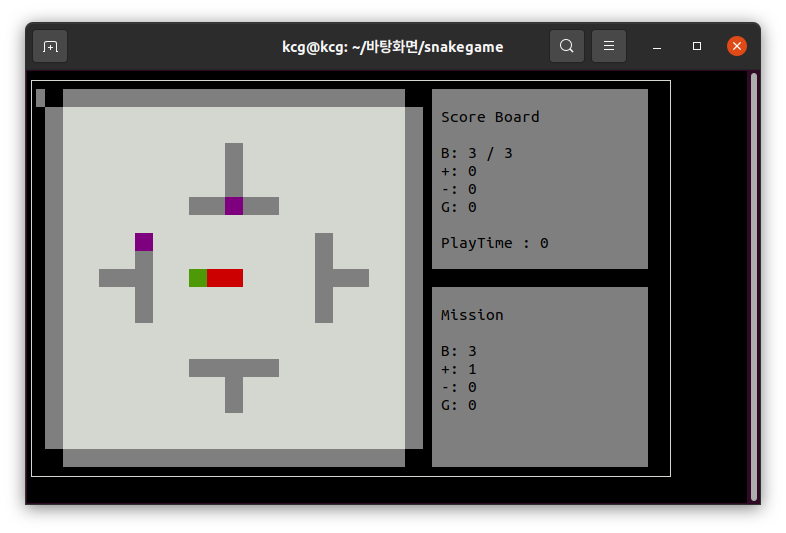 kcg@kcg: ~/바탕화면/snakegame
Score Board
B: 3 / 3
+: 0
-: 0
G: 0
PlayTime : 0
Mission
B: 3
+: 1
-: 0
G: 0